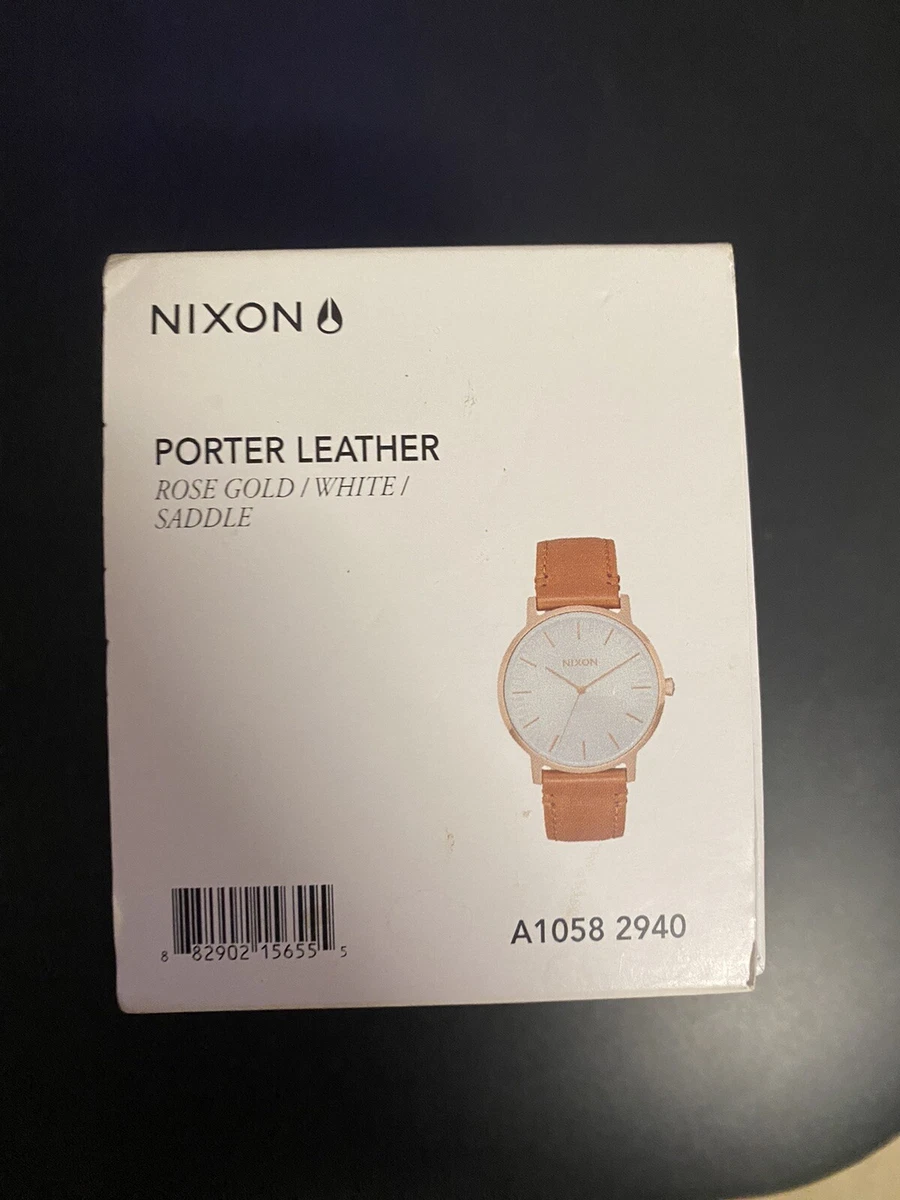 NIXON
PORTER LEATHER
ROSE GOLD / WHITE /
SADDLE
NIXON
A1058 2940
8 82902 15655 5